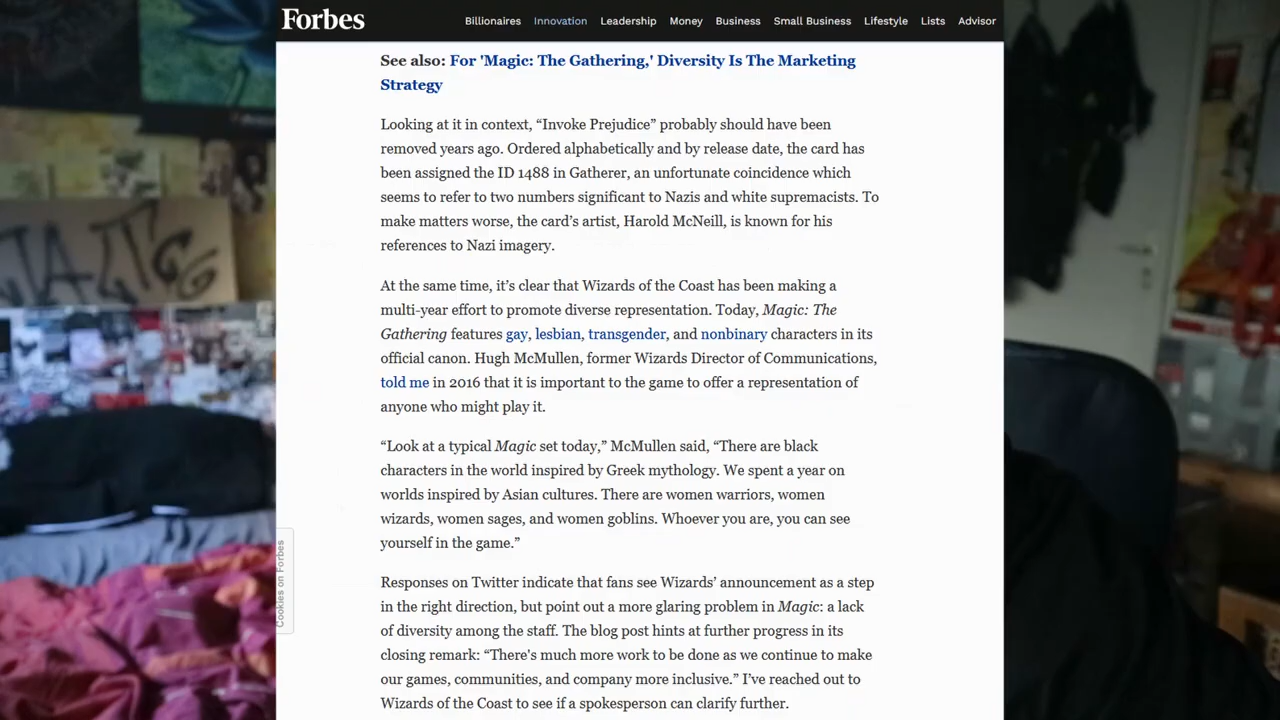 Forbes
Billionaires Innovation Leadership Money Business Small Business Lifestyle Lists Advisor
See also: For 'Magic: The Gathering,' Diversity Is The Marketing
Strategy
Looking at it in context, “Invoke Prejudice” probably should have been
removed years ago. Ordered alphabetically and by release date, the card has
been assigned the ID 1488 in Gatherer, an unfortunate coincidence which
seems to refer to two numbers significant to Nazis and white supremacists. To
make matters worse, the card’s artist, Harold McNeill, is known for his
references to Nazi imagery.
At the same time, it’s clear that Wizards of the Coast has been making a
multi-year effort to promote diverse representation. Today, Magic: The
Gathering features gay, lesbian, transgender, and nonbinary characters in its
official canon. Hugh McMullen, former Wizards Director of Communications,
told me in 2016 that it is important to the game to offer a representation of
anyone who might play it.
“Look at a typical Magic set today,” McMullen said, “There are black
characters in the world inspired by Greek mythology. We spent a year on
worlds inspired by Asian cultures. There are women warriors, women
wizards, women sages, and women goblins. Whoever you are, you can see
yourself in the game.”
Cookies on Forbes
Responses on Twitter indicate that fans see Wizards’ announcement as a step
in the right direction, but point out a more glaring problem in Magic: a lack
of diversity among the staff. The blog post hints at further progress in its
closing remark: “There's much more work to be done as we continue to make
our games, communities, and company more inclusive.” I’ve reached out to
Wizards of the Coast to see if a spokesperson can clarify further.